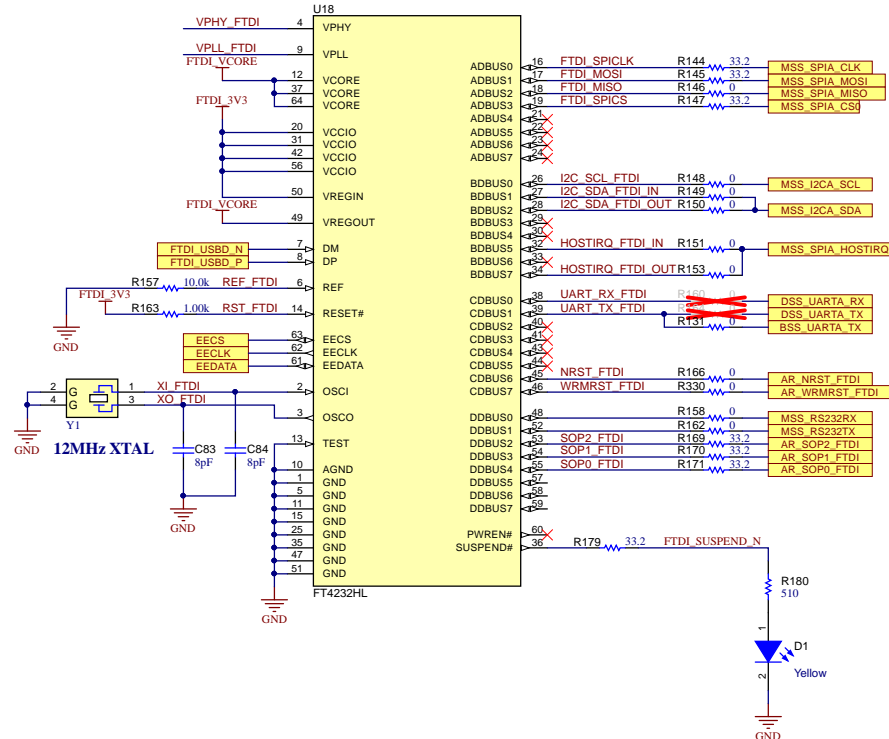 U18
VPHY_FTDI 4 VPHY
VPLL_FTDI 9 VPLL
FTDI_VCORE
12 VCORE
37 VCORE
64 VCORE
FTDI_3V3
20 VCCIO
31 VCCIO
42 VCCIO
56 VCCIO
50 VREGIN
FTDI_VCORE
49 VREGOUT
FTDI_USBD_N 7 DM
FTDI_USBD_P 8 DP
R157 10.0k REF_FTDI 6 REF
FTDI_3V3
R163 1.00k RST_FTDI 14 RESET#
GND
EECS 63 EECS
EECLK 62 EECLK
EEDATA 61 EEDATA
2 G 1 XI_FTDI 2 OSCI
4 G 3 XO_FTDI 3 OSCO
Y1
GND
12MHz XTAL
C83 8pF
C84 8pF
GND
13 TEST
10 AGND
1 GND
5 GND
11 GND
15 GND
25 GND
35 GND
47 GND
51 GND
GND
FT4232HL
ADBUS0 16 FTDI_SPICLK R144 33.2 MSS_SPIA_CLK
ADBUS1 17 FTDI_MOSI R145 33.2 MSS_SPIA_MOSI
ADBUS2 18 FTDI_MISO R146 0 MSS_SPIA_MISO
ADBUS3 19 FTDI_SPICS R147 33.2 MSS_SPIA_CS0
ADBUS4 21
ADBUS5 22
ADBUS6 23
ADBUS7 24
BDBUS0 26 I2C_SCL_FTDI R148 0 MSS_I2CA_SCL
BDBUS1 27 I2C_SDA_FTDI_IN R149 0
BDBUS2 28 I2C_SDA_FTDI_OUT R150 0 MSS_I2CA_SDA
BDBUS3 29
BDBUS4 30
BDBUS5 32 HOSTIRQ_FTDI_IN R151 0 MSS_SPIA_HOSTIRQ
BDBUS6 33
BDBUS7 34 HOSTIRQ_FTDI_OUT R153 0
CDBUS0 38 UART_RX_FTDI R160 0 DSS_UARTA_RX
CDBUS1 39 UART_TX_FTDI 0 DSS_UARTA_TX
CDBUS2 40 R131 0 BSS_UARTA_TX
CDBUS3 41
CDBUS4 43
CDBUS5 44
CDBUS6 45 NRST_FTDI R166 0 AR_NRST_FTDI
CDBUS7 46 WRMRST_FTDI R330 0 AR_WRMRST_FTDI
DDBUS0 48 R158 0 MSS_RS232RX
DDBUS1 52 R162 0 MSS_RS232TX
DDBUS2 53 SOP2_FTDI R169 33.2 AR_SOP2_FTDI
DDBUS3 54 SOP1_FTDI R170 33.2 AR_SOP1_FTDI
DDBUS4 55 SOP0_FTDI R171 33.2 AR_SOP0_FTDI
DDBUS5 57
DDBUS6 58
DDBUS7 59
PWREN# 60
SUSPEND# 36 R179 33.2 FTDI_SUSPEND_N
R180
510
1
D1
2
Yellow
GND